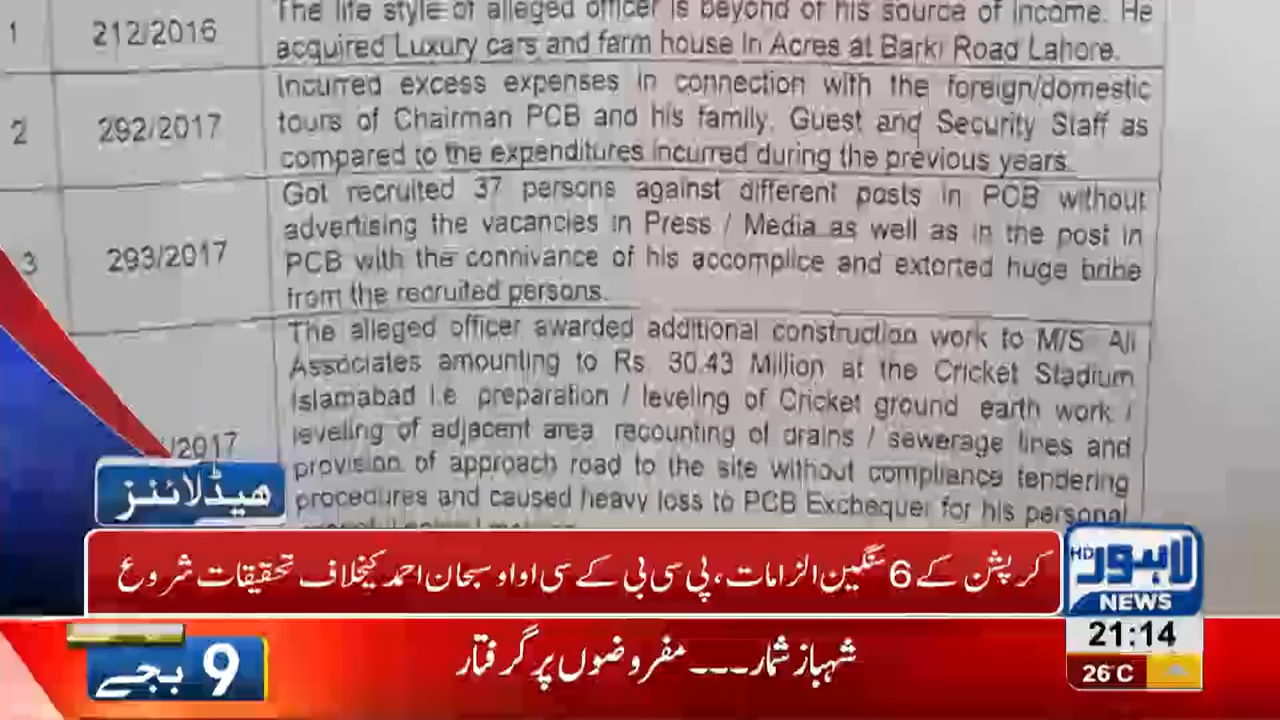 The life style of alleged officer is beyond of his source of income. He
1
212/2016
acquired Luxury cars and farm house In Acres at Barki Road Lahore.
Incurred excess expenses in connection with the foreign/domestic
2
292/2017
tours of Chairman PCB and his family, Guest and Security Staff as
compared to the expenditures incurred during the previous years.
Got recruited 37 persons against different posts in PCB without
advertising the vacancies in Press / Media as well as in the post in
3
293/2017
PCB with the connivance of his accomplice and extorted huge bribe
from the recruited persons.
The alleged officer awarded additional construction work to M/S Ali
Associates amounting to Rs. 30.43 Million at the Cricket Stadium
Islamabad i.e. preparation / leveling of Cricket ground earth work /
/2017
leveling of adjacent area recounting of drains / sewerage lines and
provision of approach road to the site without compliance tendering
procedures and caused heavy loss to PCB Exchequer for his personal
ہیڈلائنز
کرپشن کے 6 سنگین الزامات، پی سی بی کے سی او او سبحان احمد کیخلاف تحقیقات شروع
لاہور
HD
NEWS
21:14
26°C
9 بجے
شہباز شمار۔۔۔ مفروضوں پر گرفتار